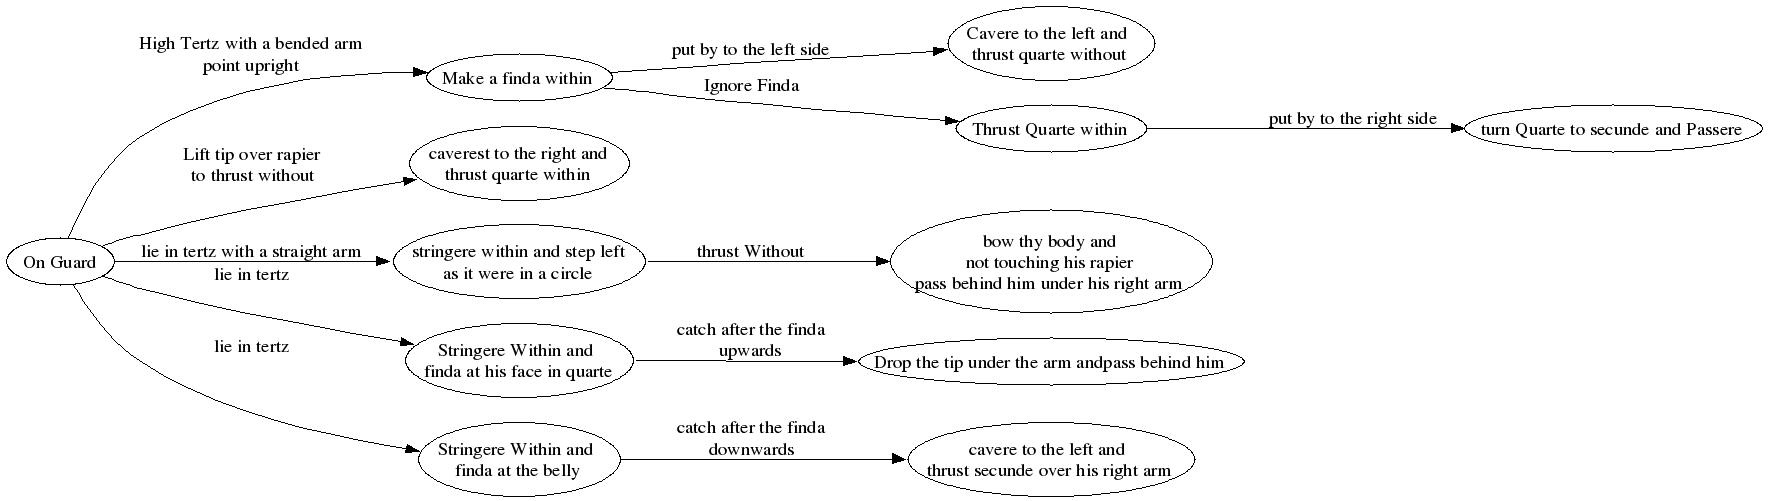 High Tertz with a bended arm
point upright
put by to the left side
Cavere to the left and
thrust quarte without
Make a finda within
Ignore Finda
Thrust Quarte within
put by to the right side
turn Quarte to secunde and Passere
Lift tip over rapier
to thrust without
caverest to the right and
thrust quarte within
On Guard
lie in tertz with a straight arm
stringere within and step left
as it were in a circle
thrust Without
bow thy body and
not touching his rapier
pass behind him under his right arm
lie in tertz
Stringere Within and
finda at his face in quarte
catch after the finda
upwards
Drop the tip under the arm andpass behind him
lie in tertz
Stringere Within and
finda at the belly
catch after the finda
downwards
cavere to the left and
thrust secunde over his right arm